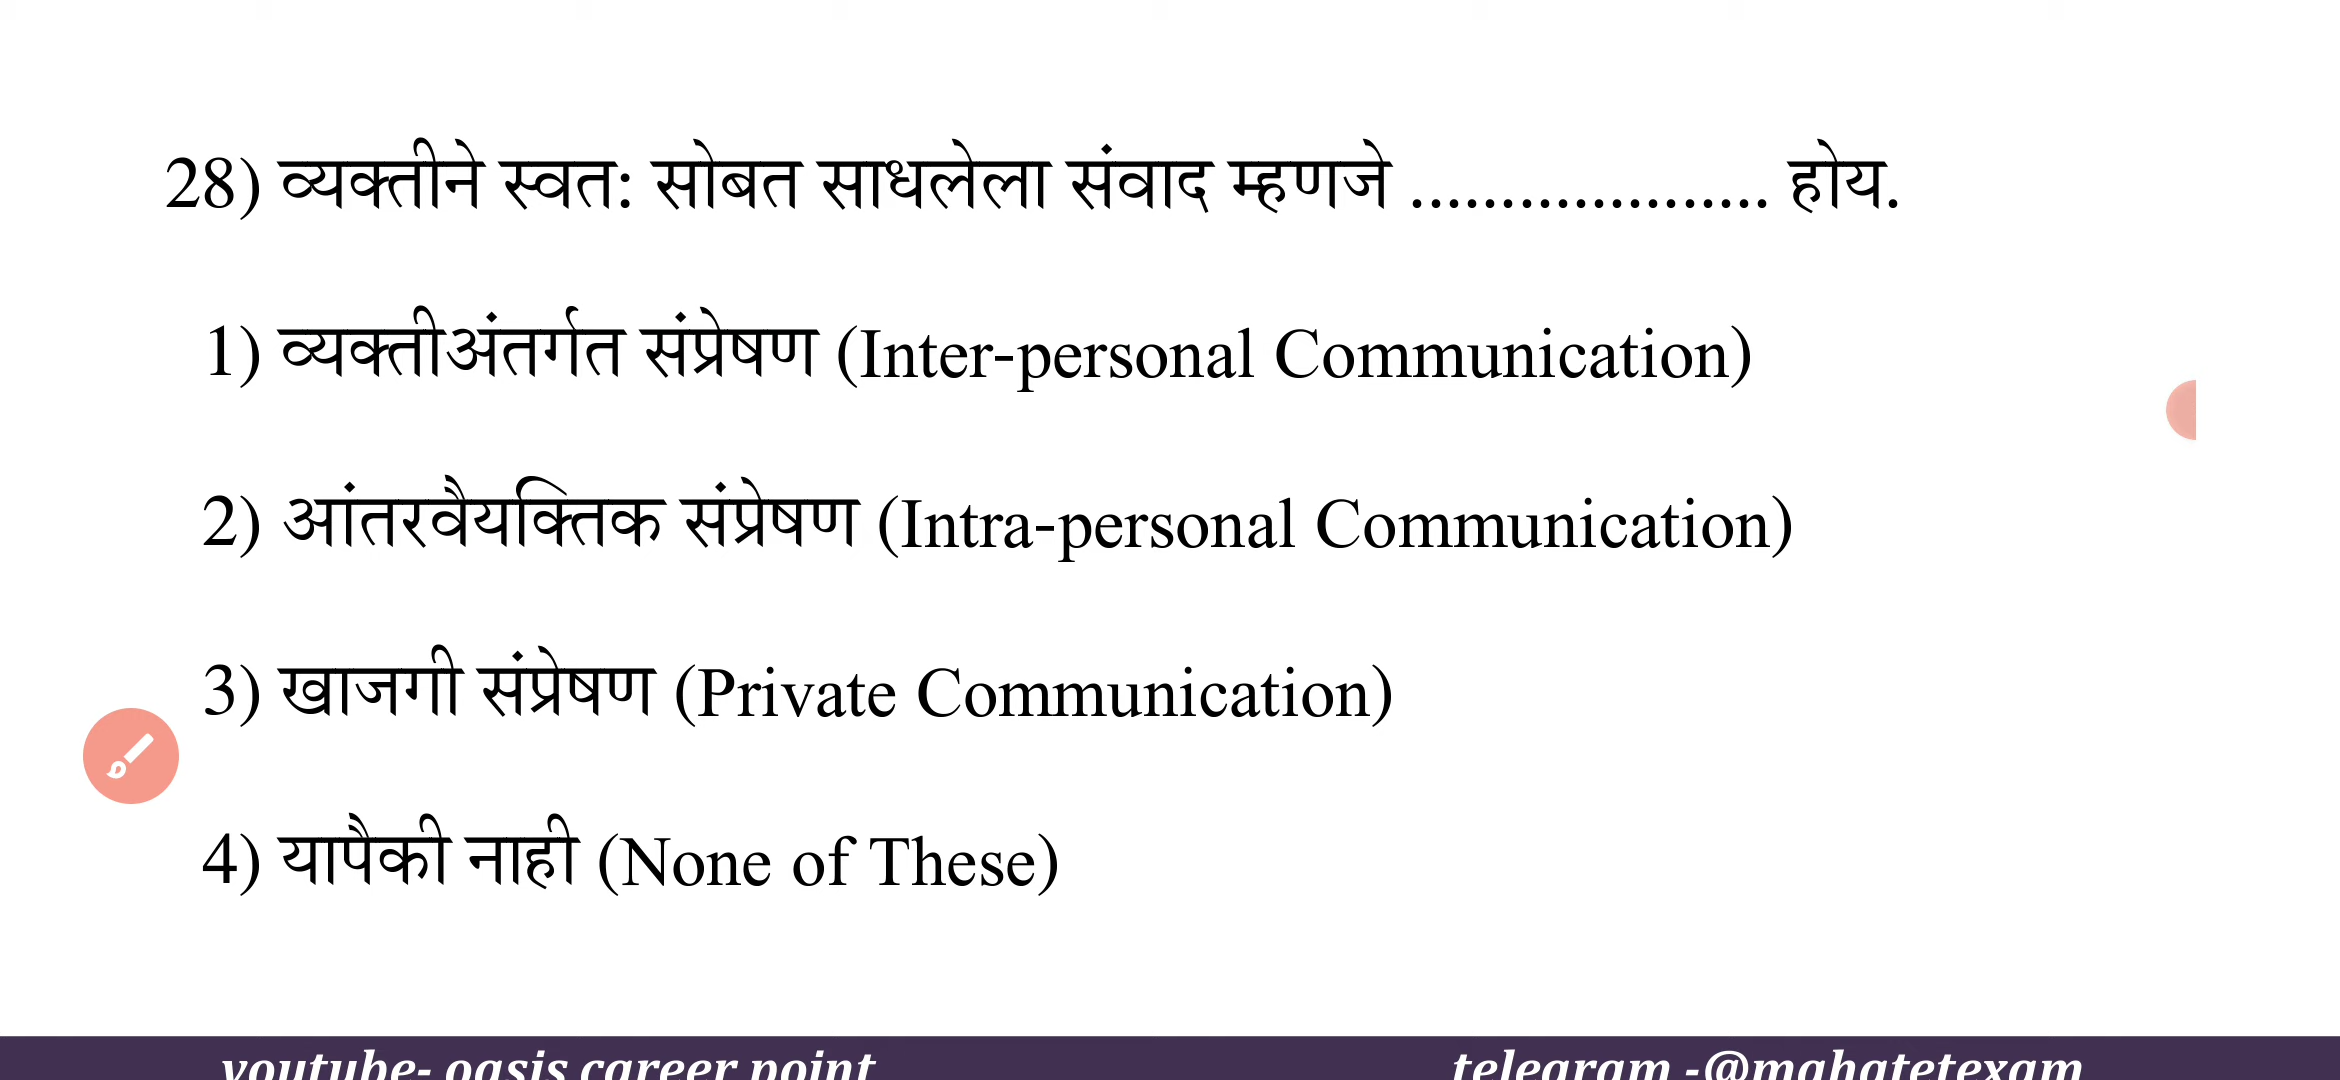 28) व्यक्तीने स्वत: सोबत साधलेला संवाद म्हणजे .................... होय.
1) व्यक्तीअंतर्गत संप्रेषण (Inter-personal Communication)
2) आंतरवैयक्तिक संप्रेषण (Intra-personal Communication)
3) खाजगी संप्रेषण (Private Communication)
4) यापैकी नाही (None of These)
youtube- oasis career point telegram -@mahatetexam